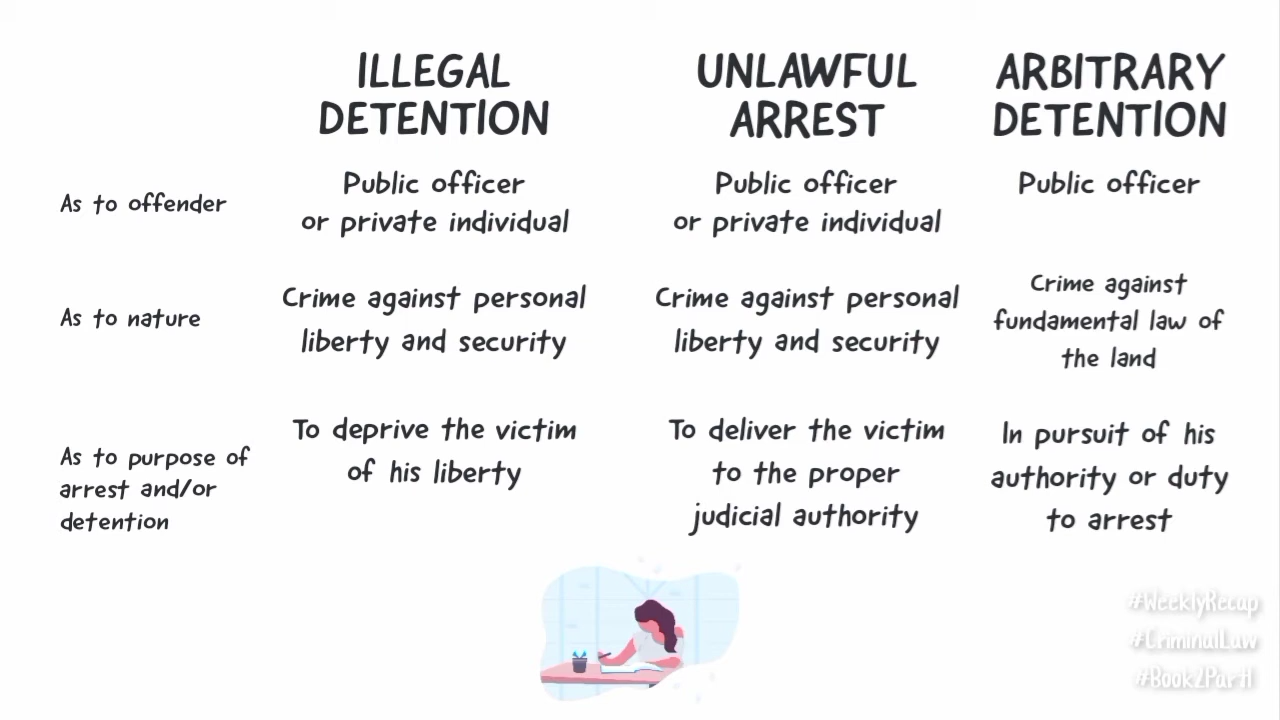 ILLEGAL
DETENTION
UNLAWFUL
ARREST
ARBITRARY
DETENTION
As to offender
Public officer
or private individual
Public officer
or private individual
Public officer
As to nature
Crime against personal
liberty and security
Crime against personal
liberty and security
Crime against
fundamental law of
the land
As to purpose of
arrest and/or
detention
To deprive the victim
of his liberty
To deliver the victim
to the proper
judicial authority
In pursuit of his
authority or duty
to arrest
#WeeklyRecap
#CriminalLaw
#Book2Part1